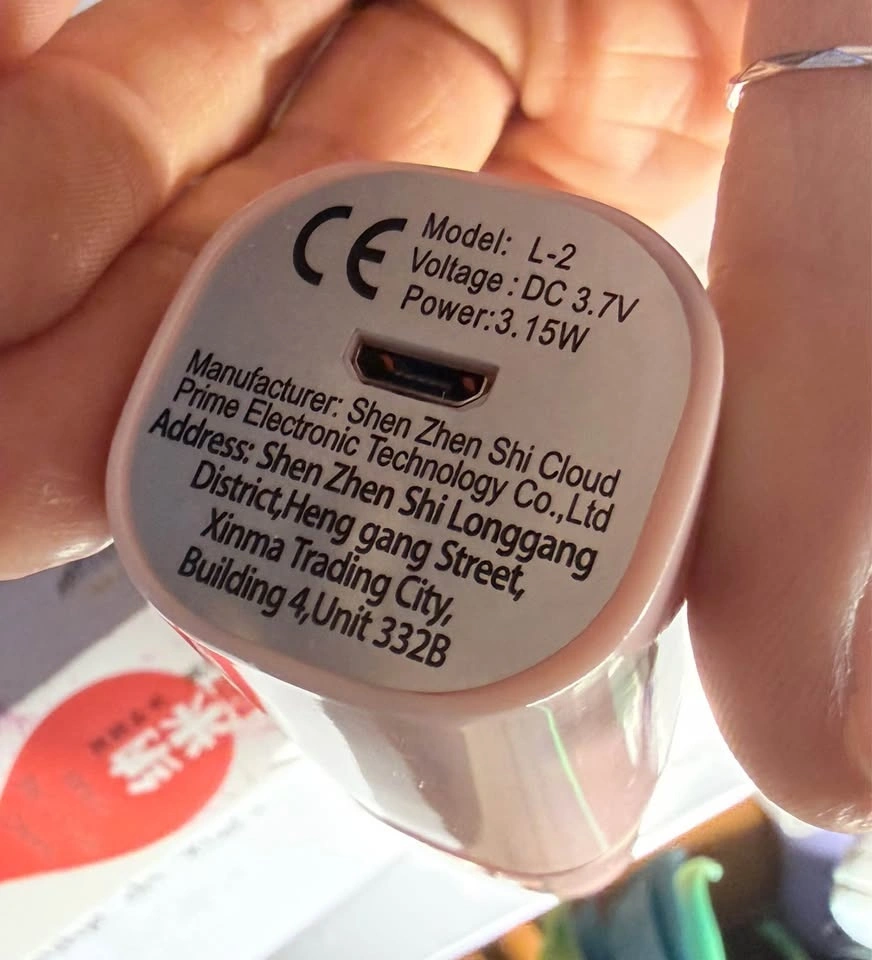 CE
Model: L-2
Voltage : DC 3.7V
Power:3.15W
Manufacturer: Shen Zhen Shi Cloud
Prime Electronic Technology Co.,Ltd
Address: Shen Zhen Shi Longgang
District,Heng gang Street,
Xinma Trading City,
Building 4,Unit 332B